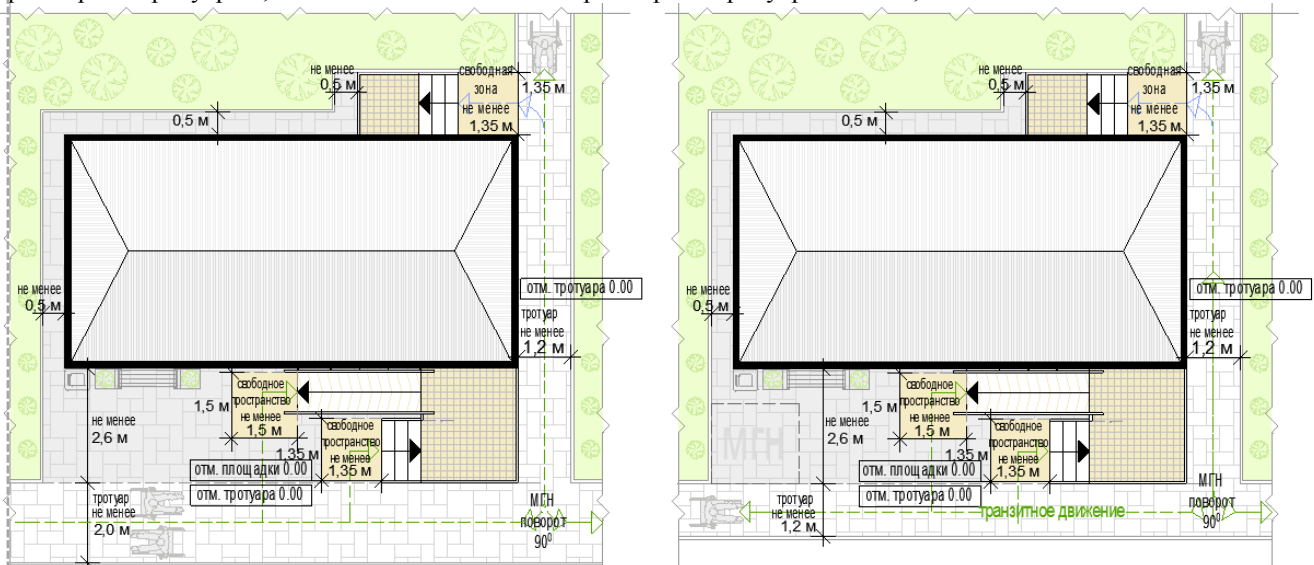 не менее
0,5 м
свободная
зона
не менее
1,35 м
1,35 м
0,5 м
не менее
0,5 м
отм. тротуара 0.00
тротуар
не менее
1,2 м
свободное
пространство
не менее
1,5 м
1,5 м
не менее
2,6 м
свободное
пространство
не менее
1,35 м
1,35 м
отм. площадки 0.00
отм. тротуара 0.00
тротуар
не менее
2,0 м
МГН
поворот
90⁰
не менее
0,5 м
свободная
зона
не менее
1,35 м
1,35 м
0,5 м
не менее
0,5 м
отм. тротуара 0.00
тротуар
не менее
1,2 м
свободное
пространство
не менее
1,5 м
1,5 м
не менее
2,6 м
МГН
свободное
пространство
не менее
1,35 м
1,35 м
отм. площадки 0.00
отм. тротуара 0.00
тротуар
не менее
1,2 м
транзитное движение
МГН
поворот
90⁰